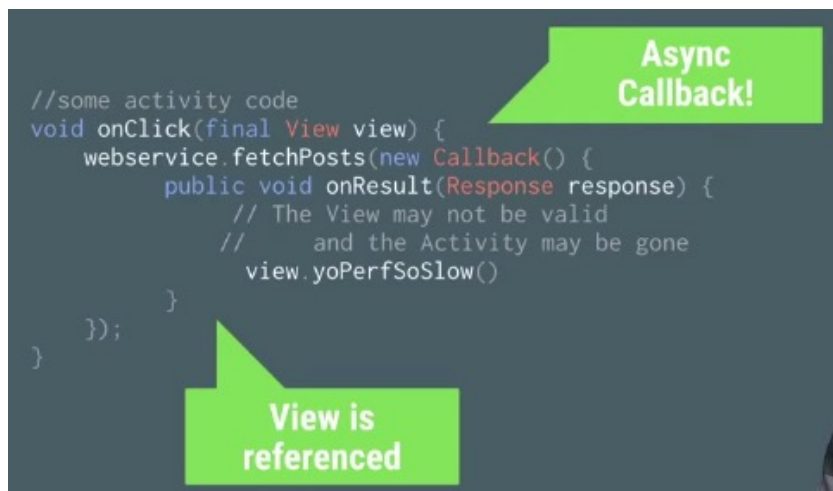 Async
Callback!
//some activity code
void onClick(final View view) {
webservice.fetchPosts(new Callback() {
public void onResult(Response response) {
// The View may not be valid
// and the Activity may be gone
view.yoPerfSoSlow()
}
});
}
View is
referenced